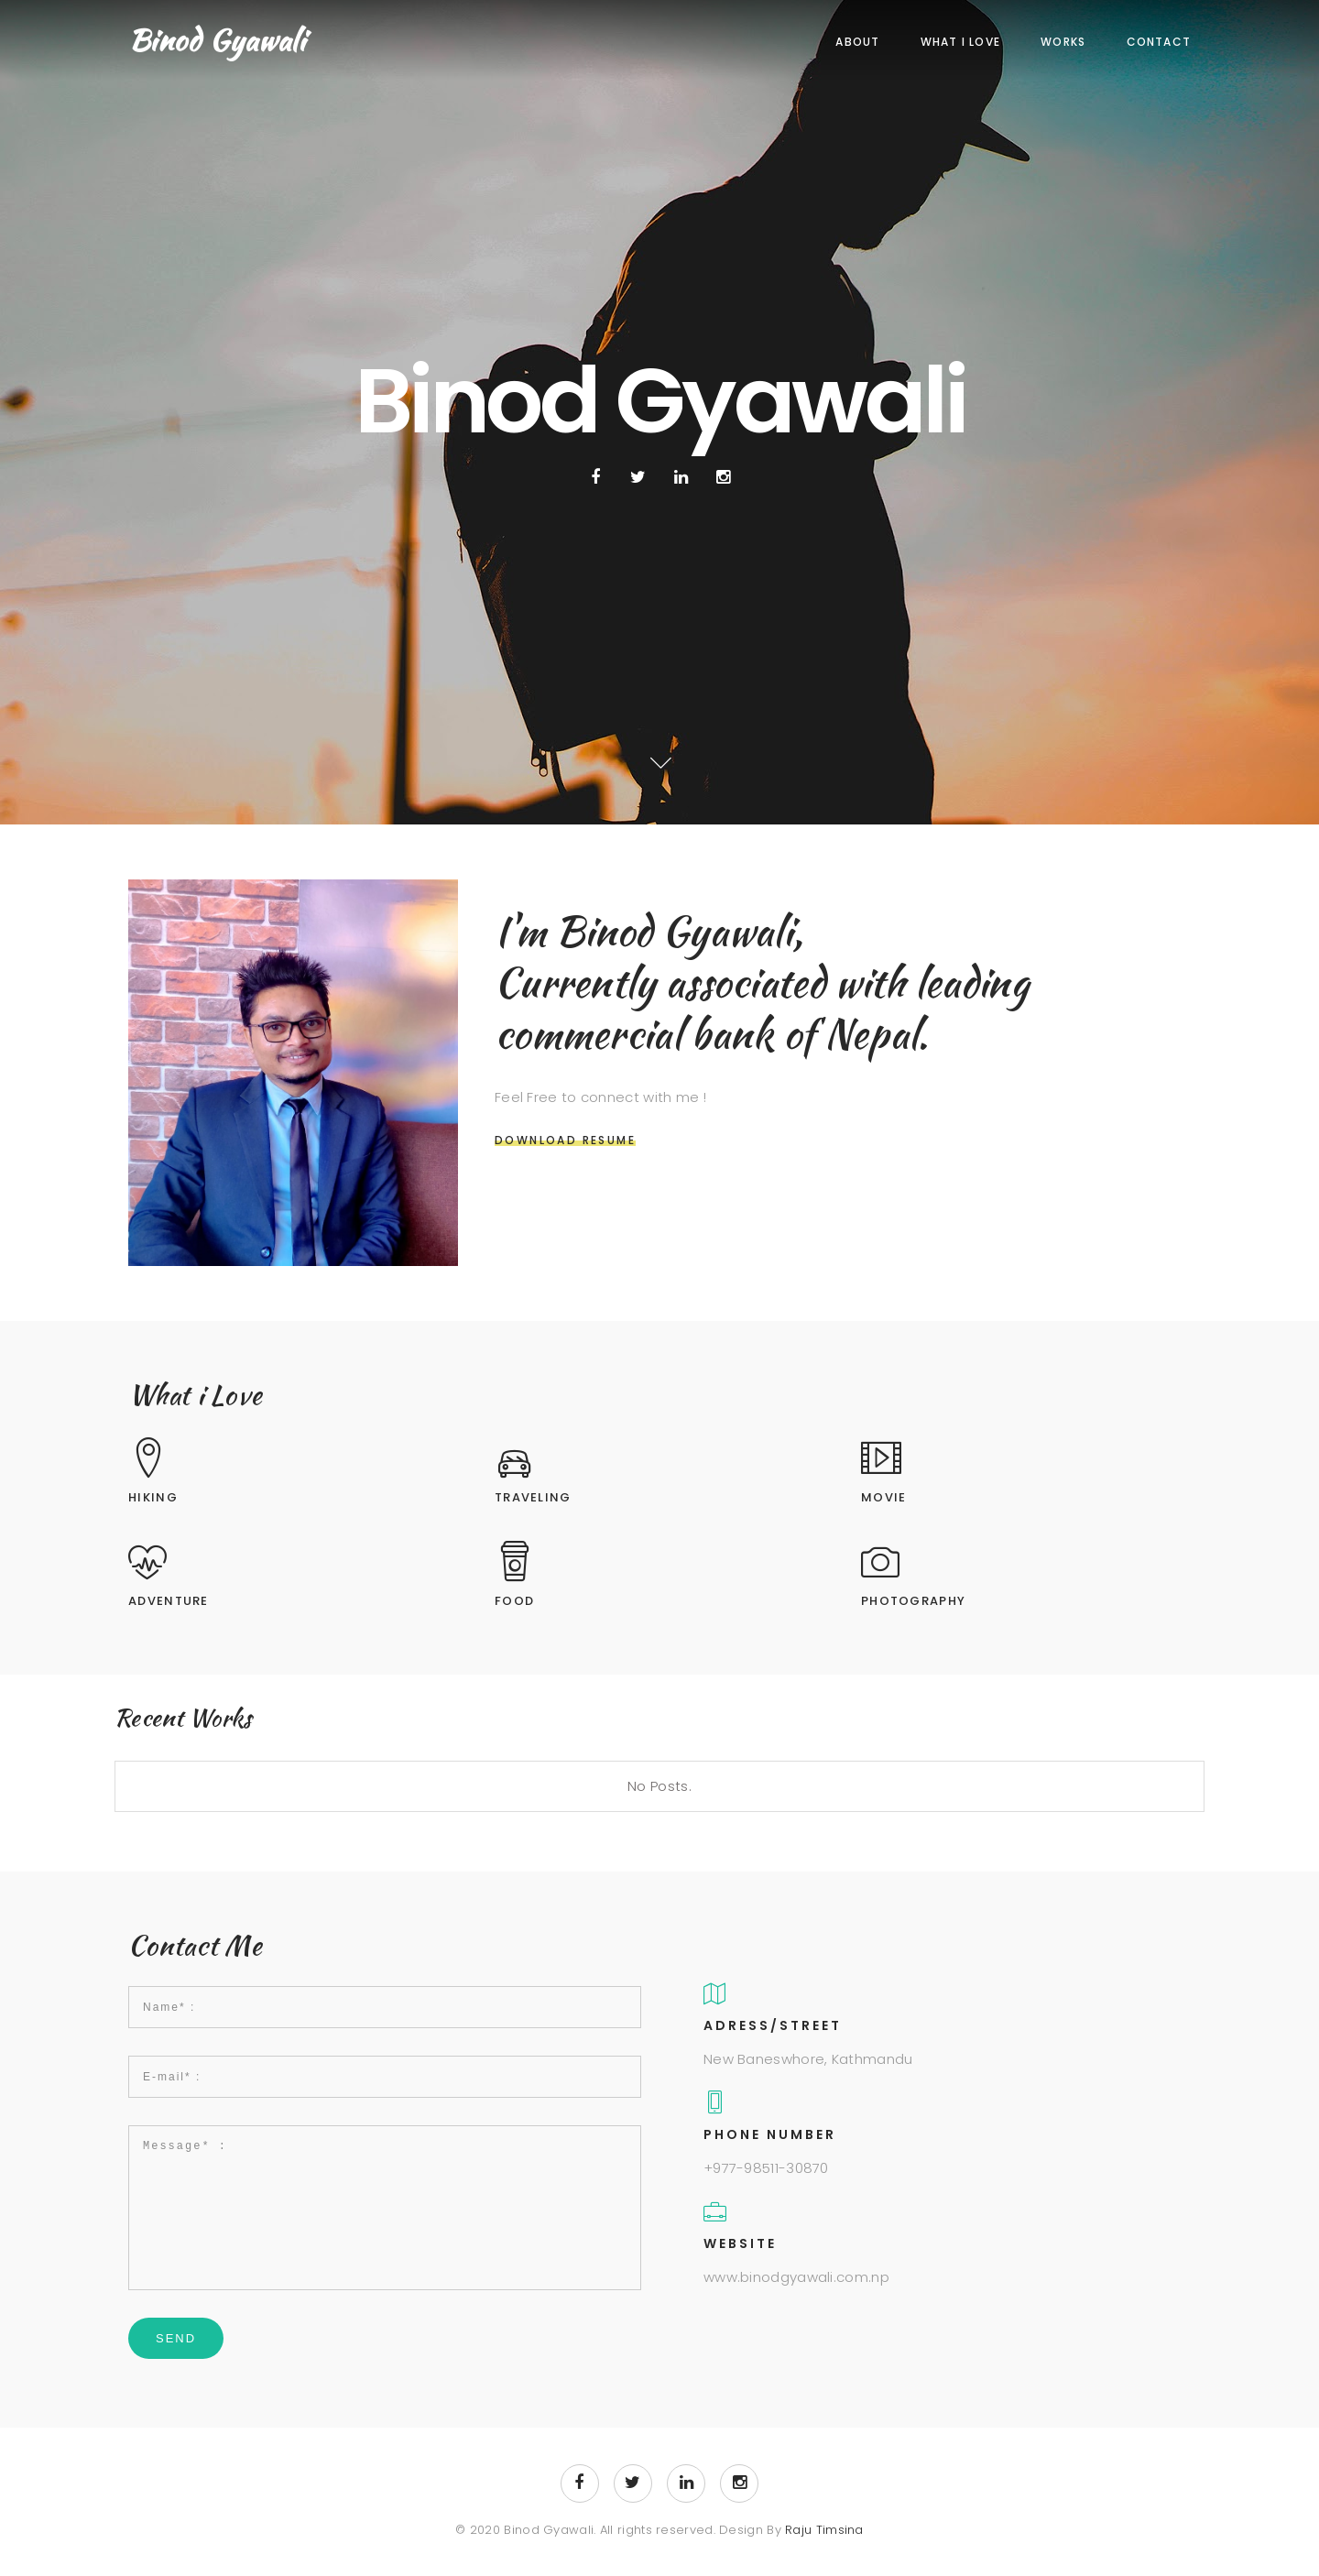 Binod Gyawali
ABOUT WHAT I LOVE WORKS CONTACT
Binod Gyawali
I'm Binod Gyawali,
Currently associated with leading
commercial bank of Nepal.
Feel Free to connect with me !
DOWNLOAD RESUME
What i Love
HIKING
TRAVELING
MOVIE
ADVENTURE
FOOD
PHOTOGRAPHY
Recent Works
No Posts.
Contact Me
Name* :
E-mail* :
Message* :
SEND
ADRESS/STREET
New Baneswhore, Kathmandu
PHONE NUMBER
+977-98511-30870
WEBSITE
www.binodgyawali.com.np
© 2020 Binod Gyawali. All rights reserved. Design By Raju Timsina